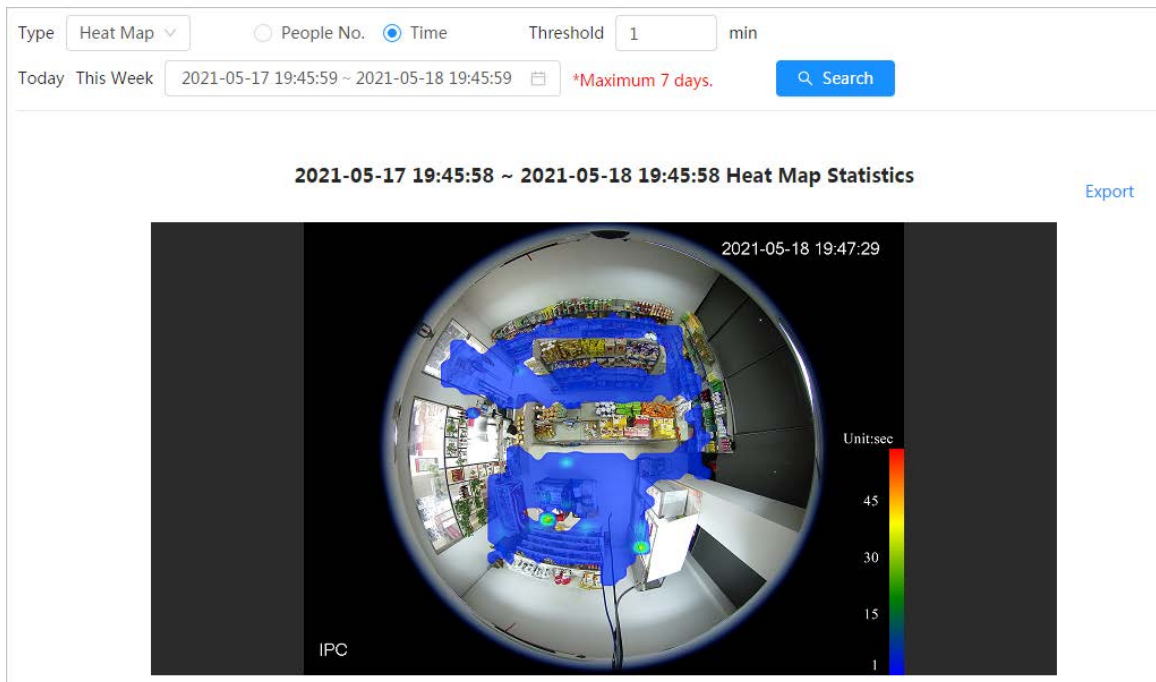 Type Heat Map People No. Time Threshold 1 min
Today This Week 2021-05-17 19:45:59 ~ 2021-05-18 19:45:59 *Maximum 7 days. Search
2021-05-17 19:45:58 ~ 2021-05-18 19:45:58 Heat Map Statistics
Export
2021-05-18 19:47:29
Unit:sec
45
30
15
1
IPC